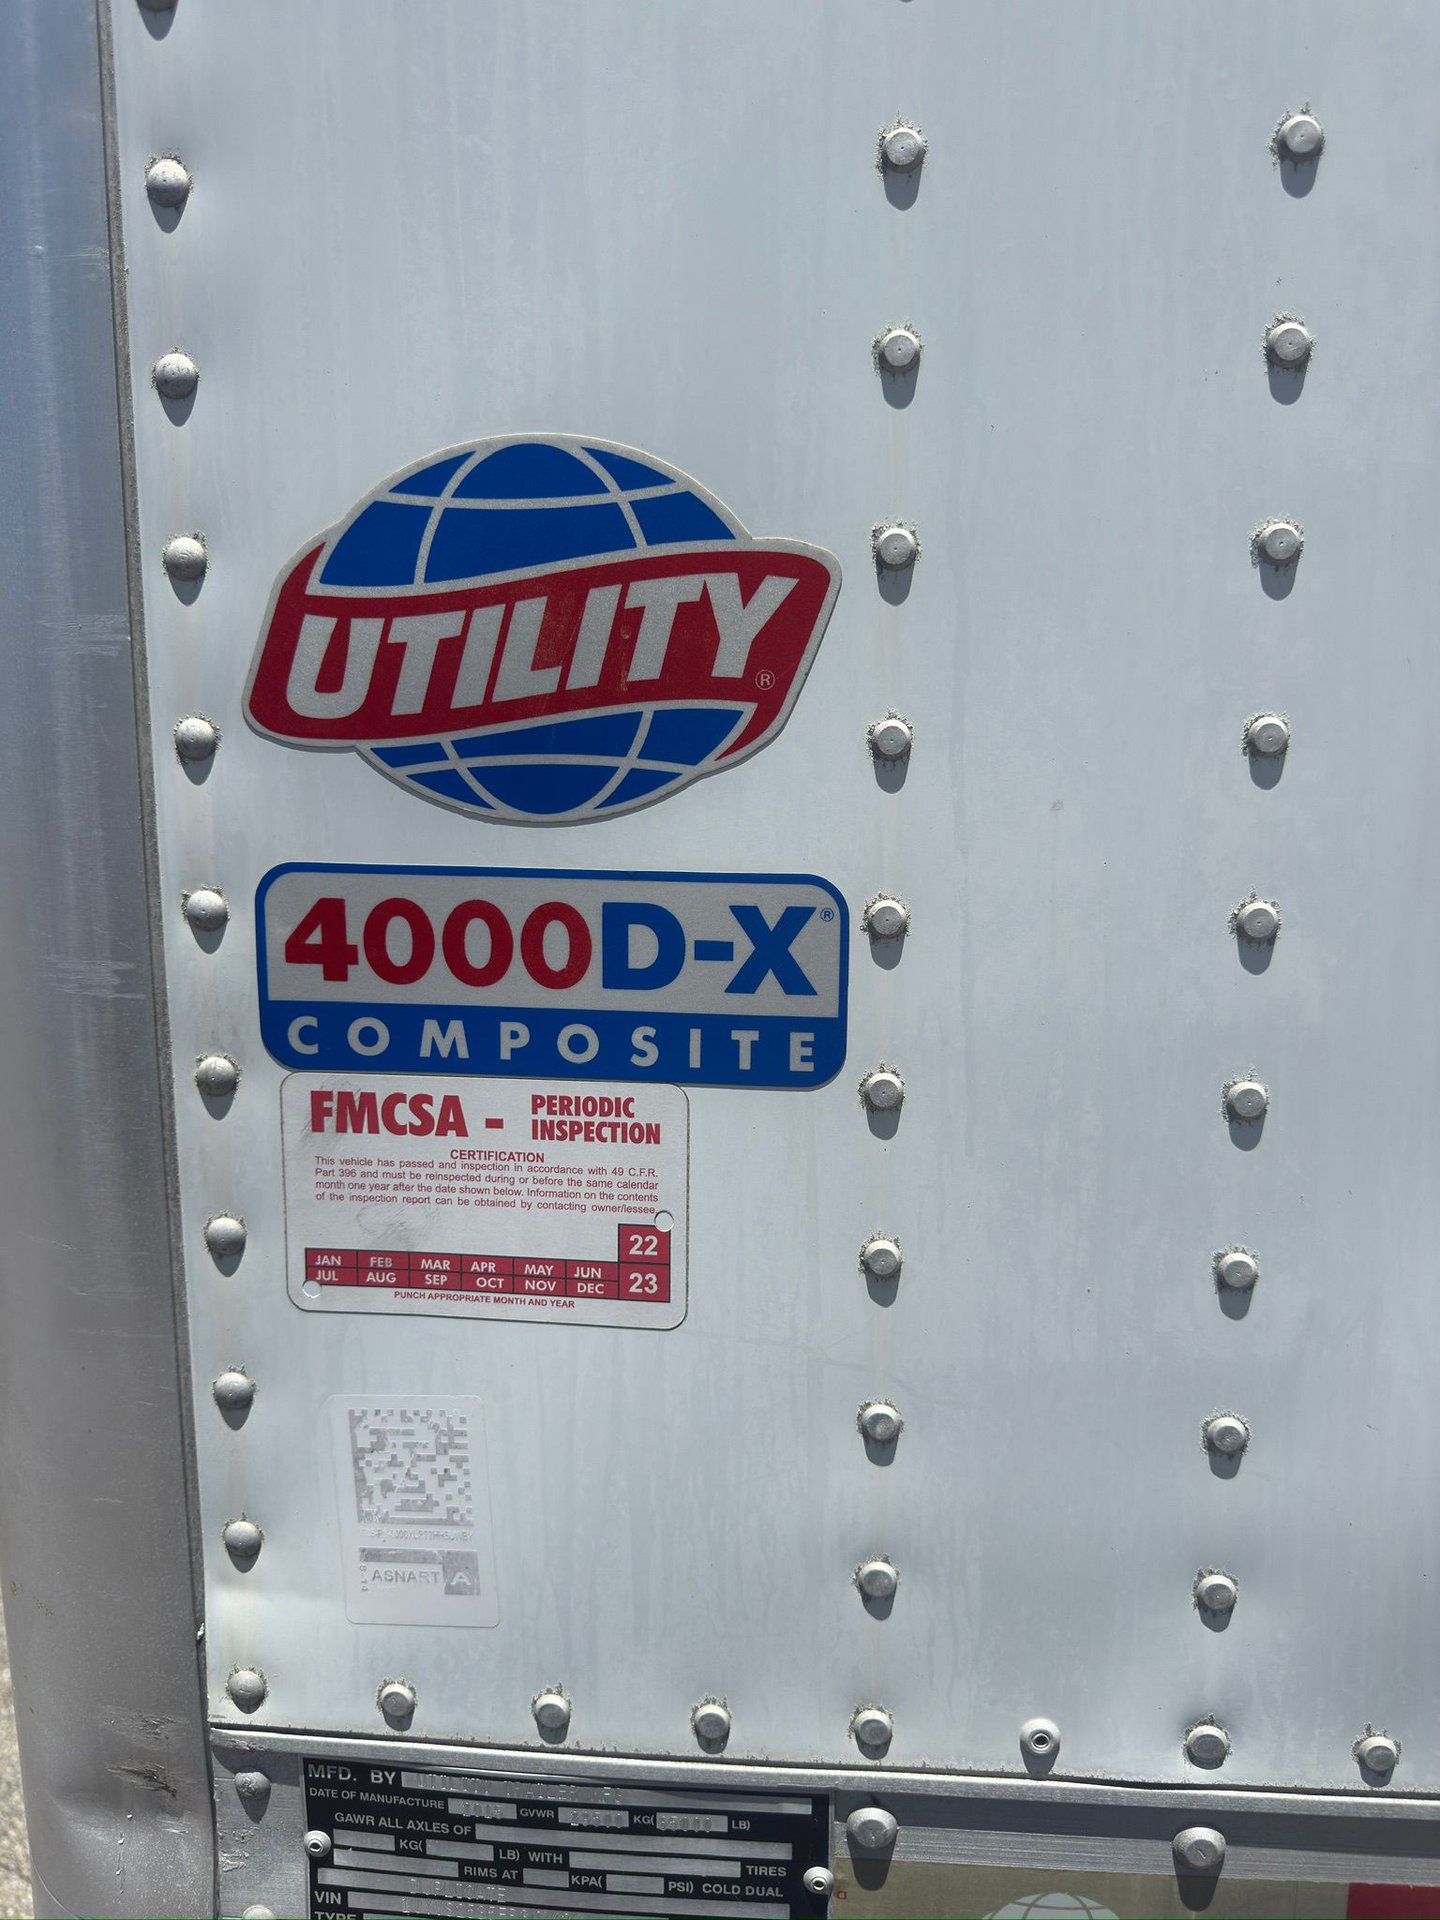 UTILITY®
4000D-X®
COMPOSITE
FMCSA - PERIODIC INSPECTION
CERTIFICATION
This vehicle has passed and inspection in accordance with 49 C.F.R.
Part 396 and must be reinspected during or before the same calendar
month one year after the date shown below. Information on the contents
of the inspection report can be obtained by contacting owner/lessee.
22
JAN FEB MAR APR MAY JUN
JUL AUG SEP OCT NOV DEC 23
PUNCH APPROPRIATE MONTH AND YEAR
ASNART A
MFD. BY
DATE OF MANUFACTURE GVWR KG( LB)
GAWR ALL AXLES OF
KG( LB) WITH TIRES
RIMS AT KPA( PSI) COLD DUAL
VIN DUPLICATE
TYPE